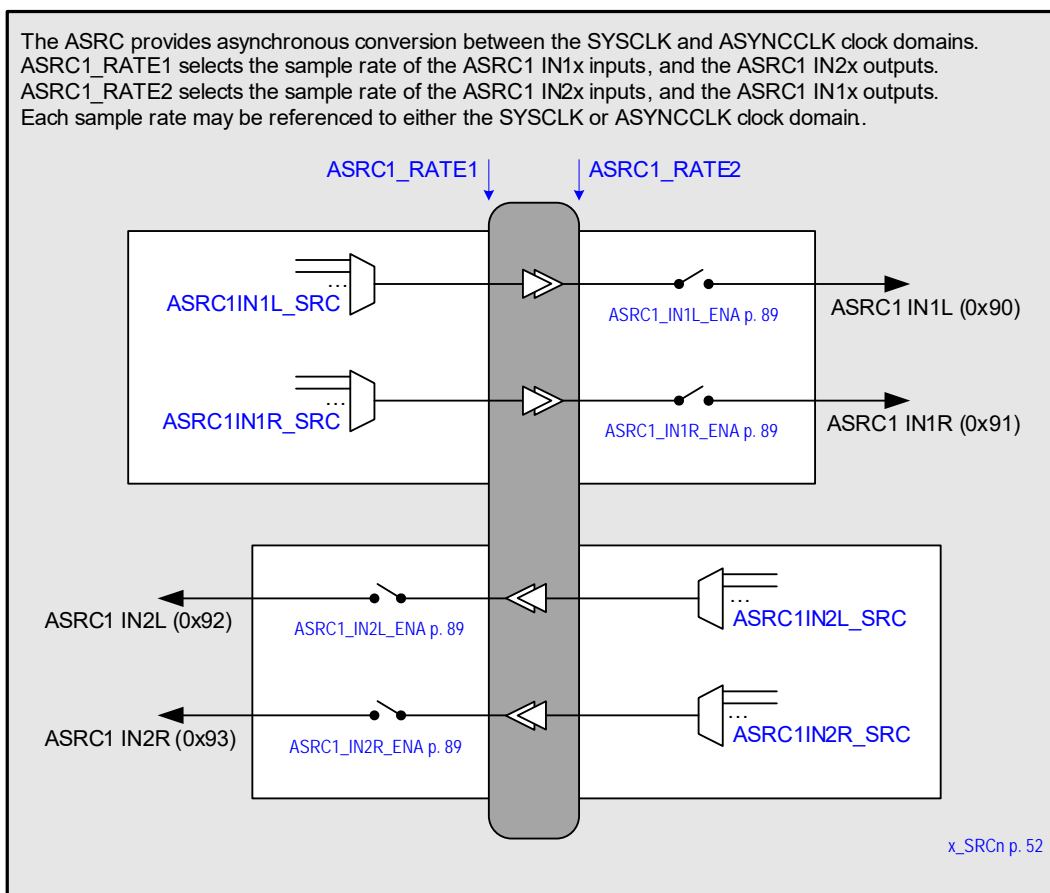 The ASRC provides asynchronous conversion between the SYSCLK and ASYNCCLK clock domains.
ASRC1_RATE1 selects the sample rate of the ASRC1 IN1x inputs, and the ASRC1 IN2x outputs.
ASRC1_RATE2 selects the sample rate of the ASRC1 IN2x inputs, and the ASRC1 IN1x outputs.
Each sample rate may be referenced to either the SYSCLK or ASYNCCLK clock domain..
ASRC1_RATE1
ASRC1_RATE2
...
ASRC1IN1L_SRC
ASRC1_IN1L_ENA p. 89
ASRC1 IN1L (0x90)
...
ASRC1IN1R_SRC
ASRC1_IN1R_ENA p. 89
ASRC1 IN1R (0x91)
ASRC1 IN2L (0x92)
ASRC1_IN2L_ENA p. 89
...
ASRC1IN2L_SRC
ASRC1 IN2R (0x93)
ASRC1_IN2R_ENA p. 89
...
ASRC1IN2R_SRC
x_SRCn p. 52